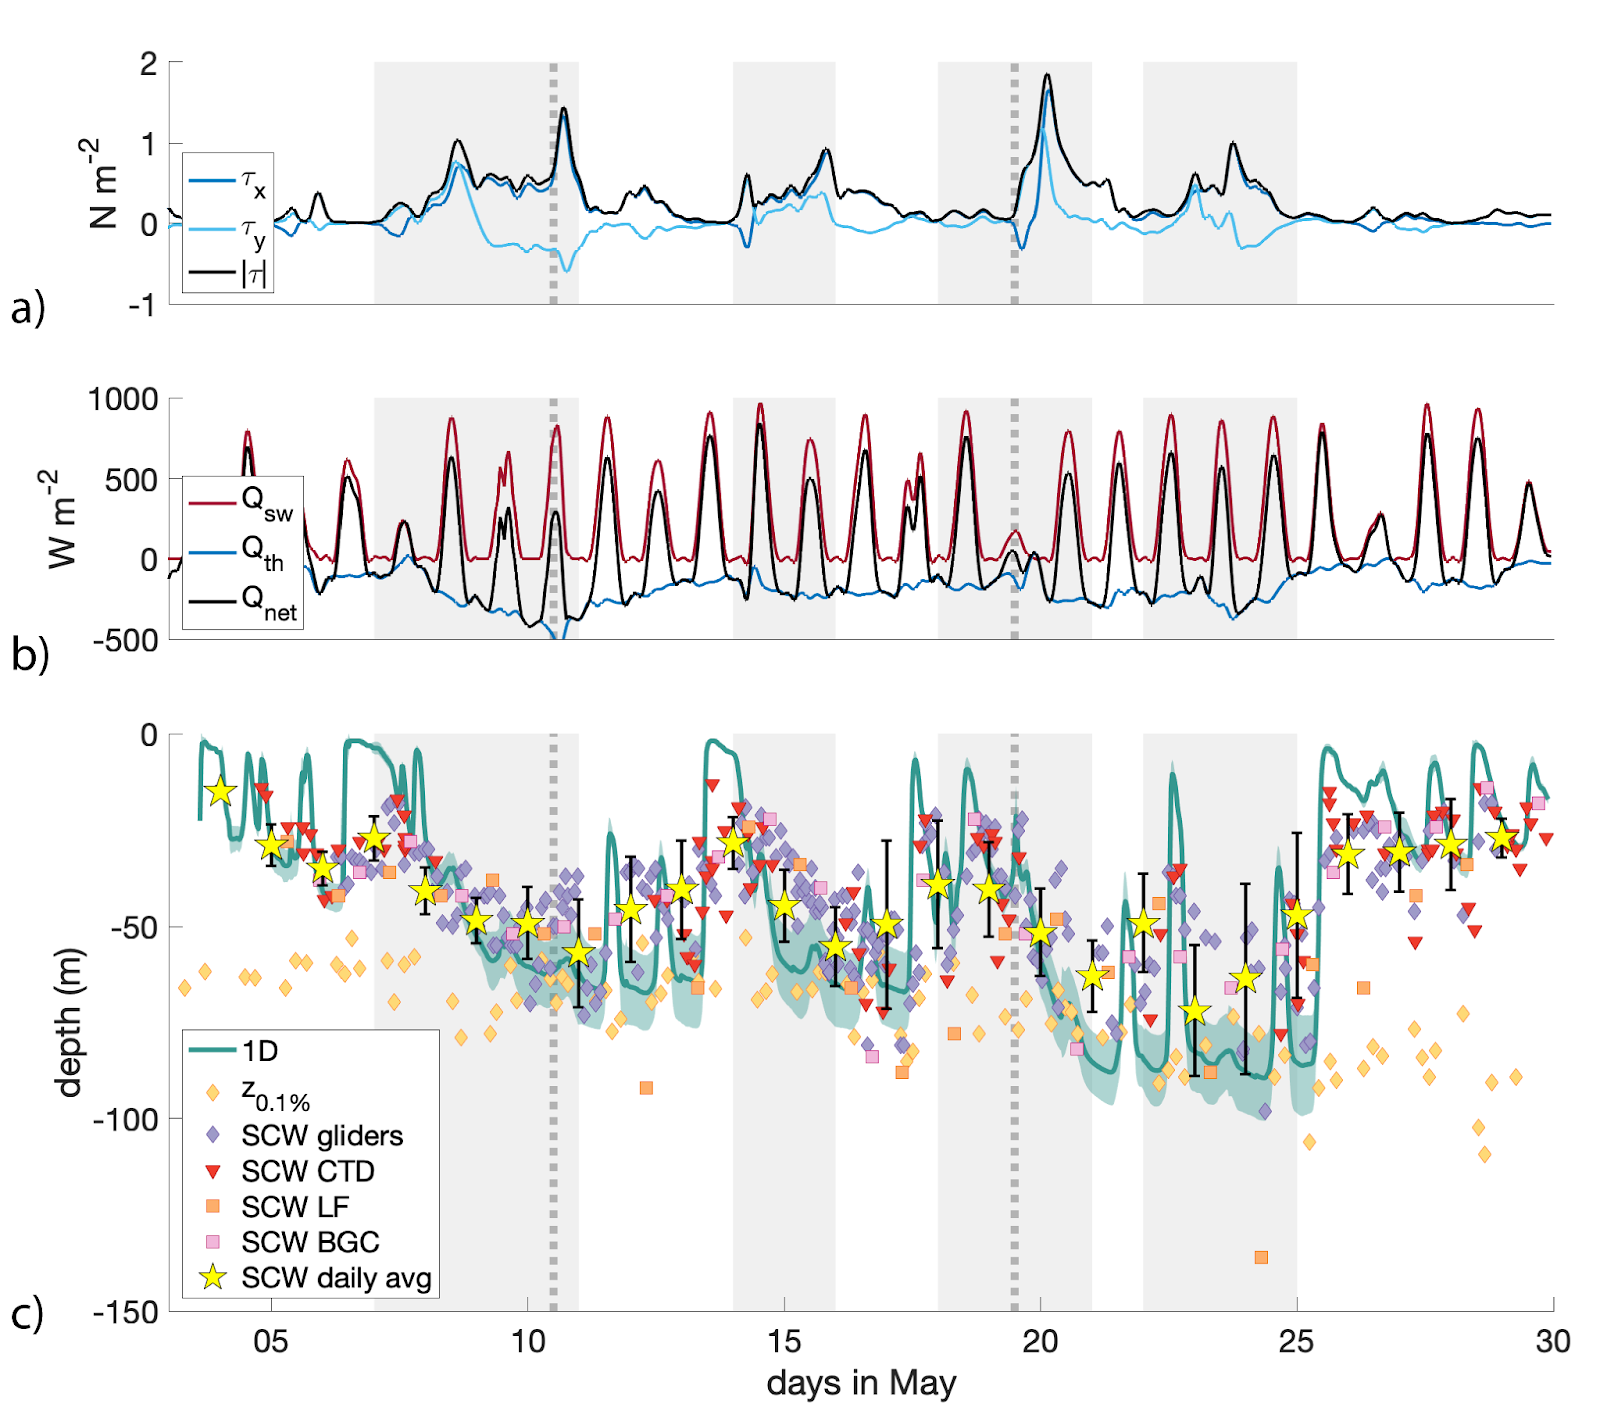 2
1
0
-1
N m-2
τx
τy
|τ|
a)
1000
500
0
-500
W m-2
Qsw
Qth
Qnet
b)
0
-50
-100
-150
depth (m)
1D
z0.1%
SCW gliders
SCW CTD
SCW LF
SCW BGC
SCW daily avg
c)
05 10 15 20 25 30
days in May